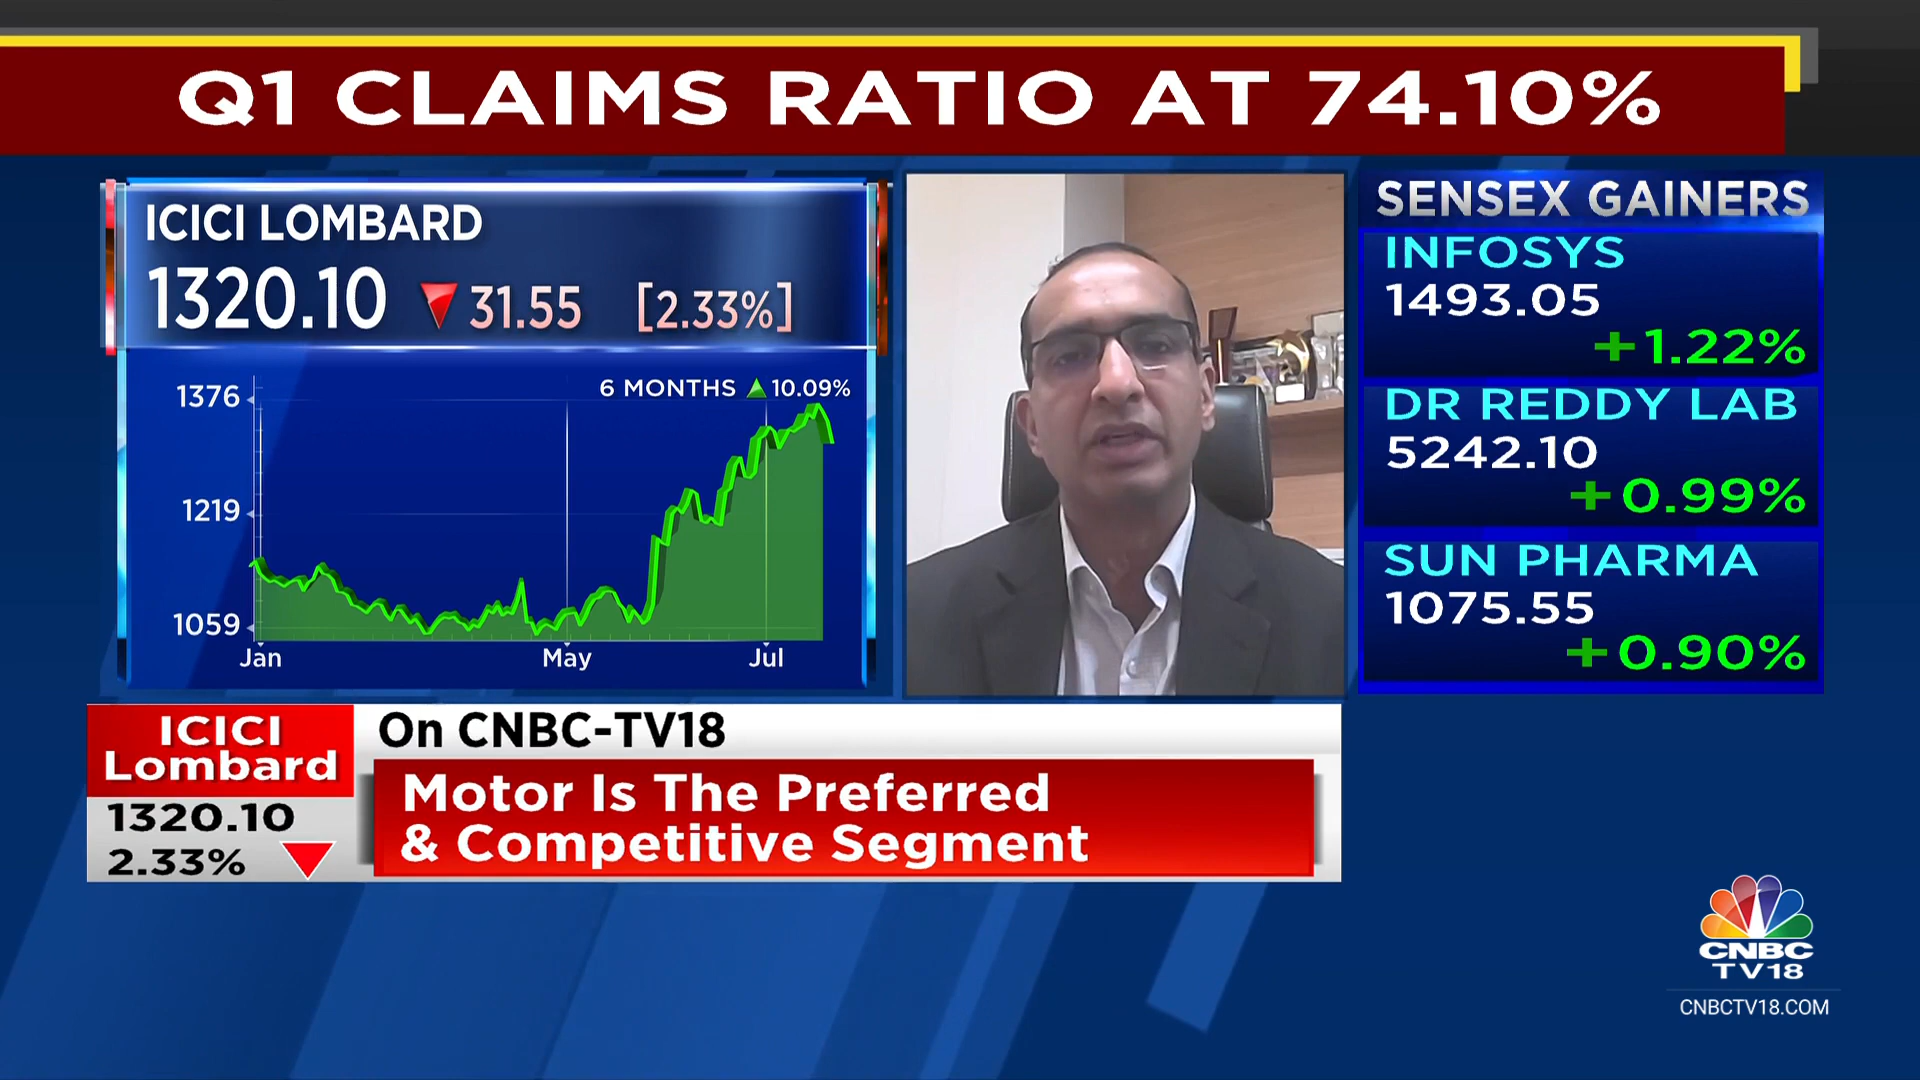 Q1 CLAIMS RATIO AT 74.10%
ICICI LOMBARD
1320.10 ▼ 31.55 [2.33%]
6 MONTHS ▲ 10.09%
1376
1219
1059
Jan May Jul
SENSEX GAINERS
INFOSYS
1493.05
+1.22%
DR REDDY LAB
5242.10
+0.99%
SUN PHARMA
1075.55
+0.90%
ICICI
Lombard
1320.10
2.33% ▼
On CNBC-TV18
Motor Is The Preferred
& Competitive Segment
CNBC
TV18
CNBCTV18.COM